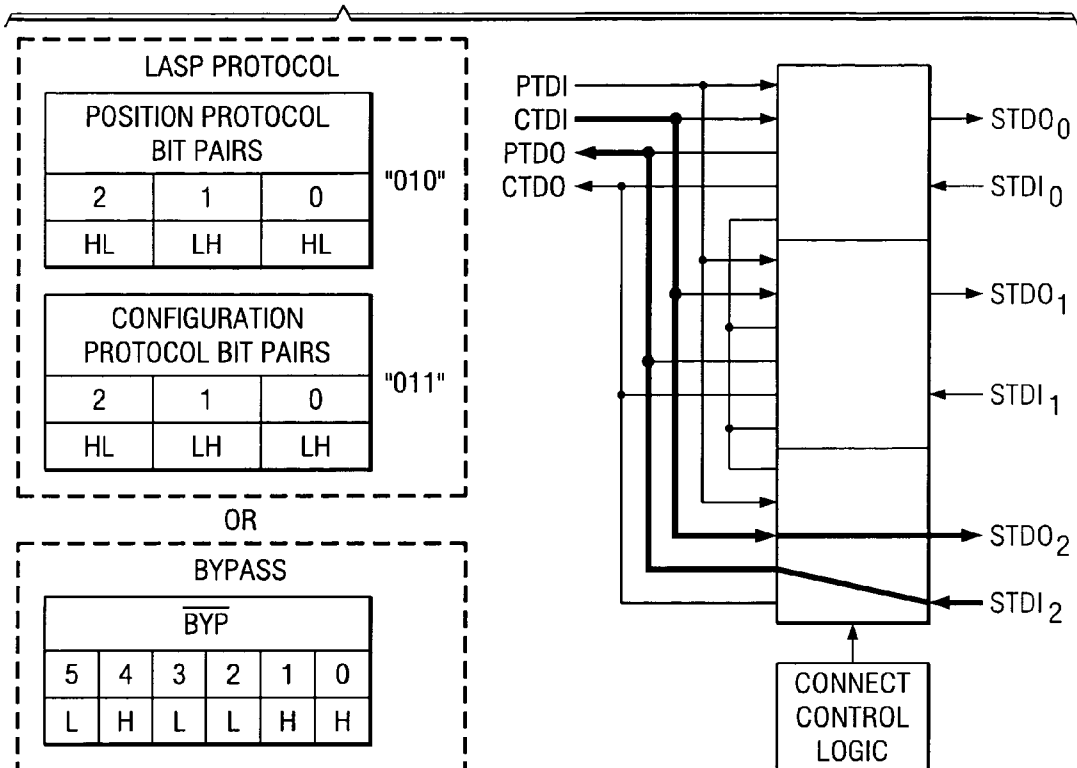 LASP PROTOCOL
POSITION PROTOCOL
BIT PAIRS
2 1 0
HL LH HL
"010"
CONFIGURATION
PROTOCOL BIT PAIRS
2 1 0
HL LH LH
"011"
OR
BYPASS
BYP
5 4 3 2 1 0
L H L L H H
PTDI
CTDI
PTDO
CTDO
STDO0
STDI0
STDO1
STDI1
STDO2
STDI2
CONNECT
CONTROL
LOGIC